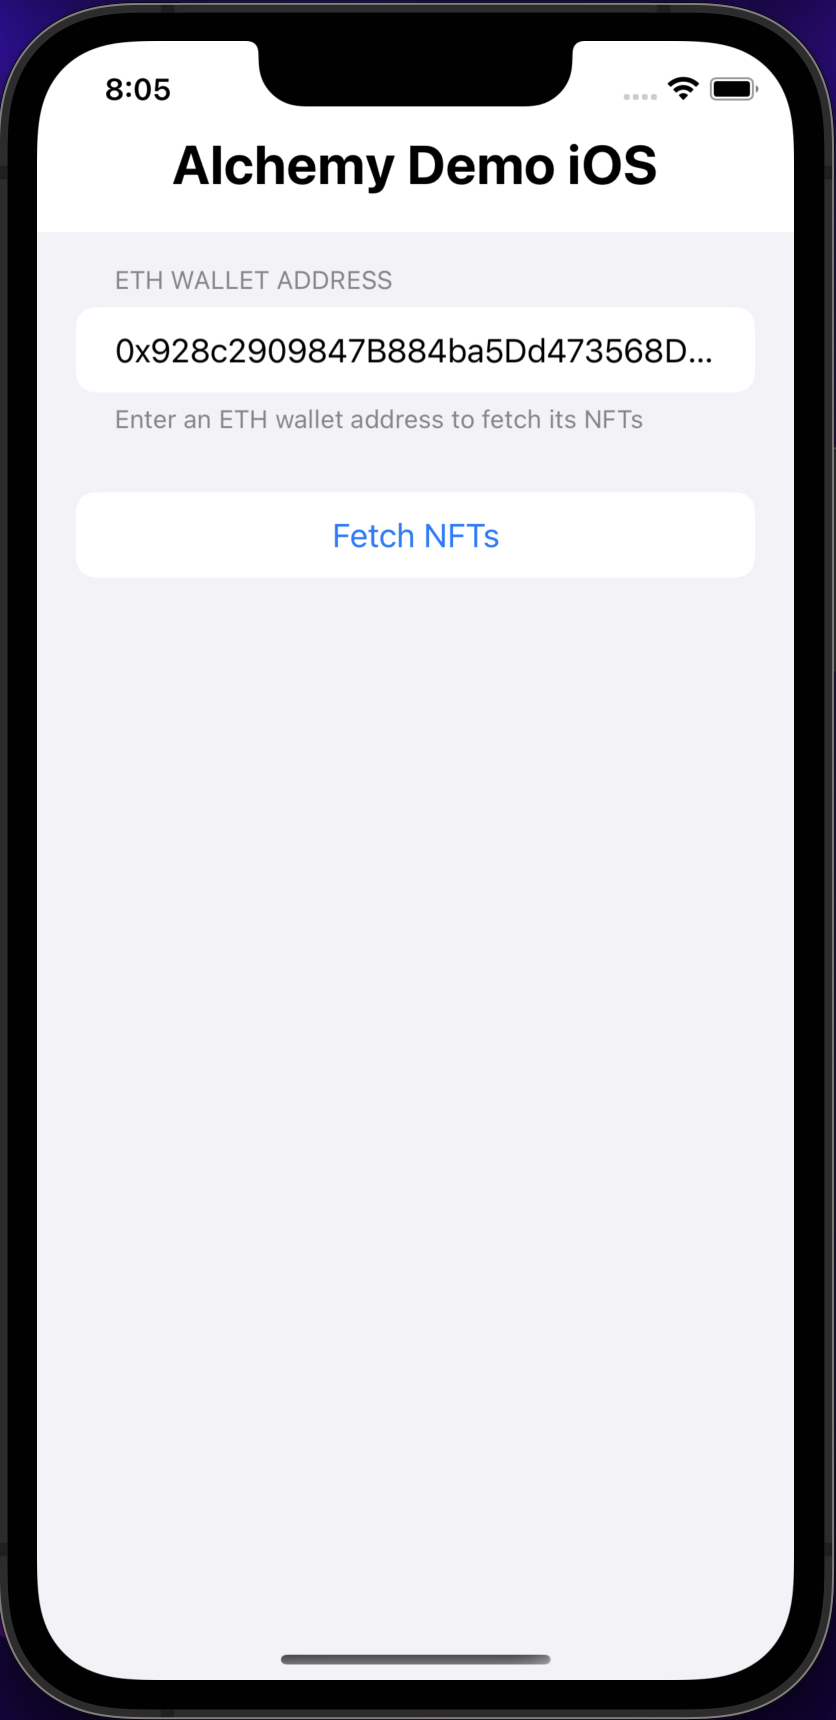 8:05
Alchemy Demo iOS
ETH WALLET ADDRESS
0x928c2909847B884ba5Dd473568D...
Enter an ETH wallet address to fetch its NFTs
Fetch NFTs